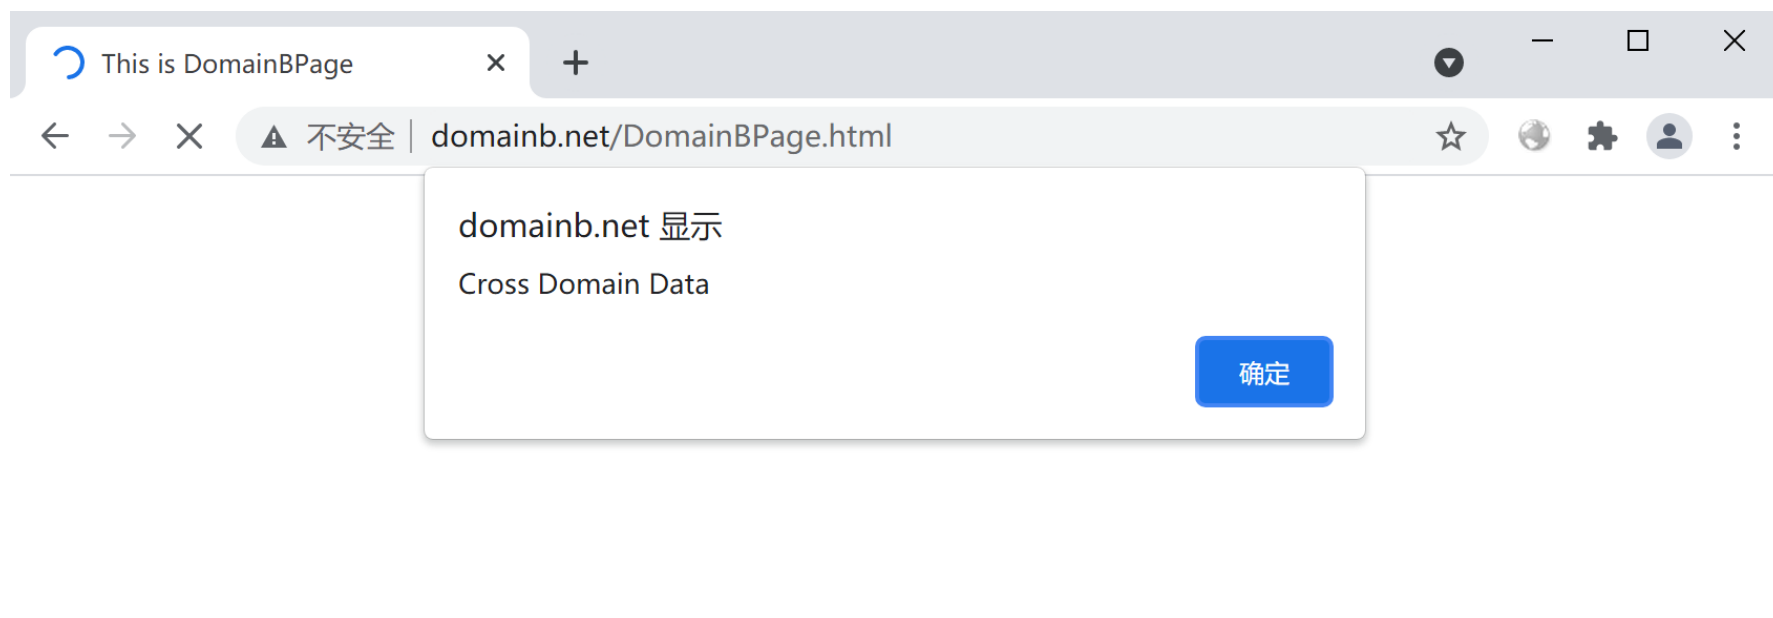 This is DomainBPage
不安全 domainb.net/DomainBPage.html
domainb.net 显示
Cross Domain Data
确定